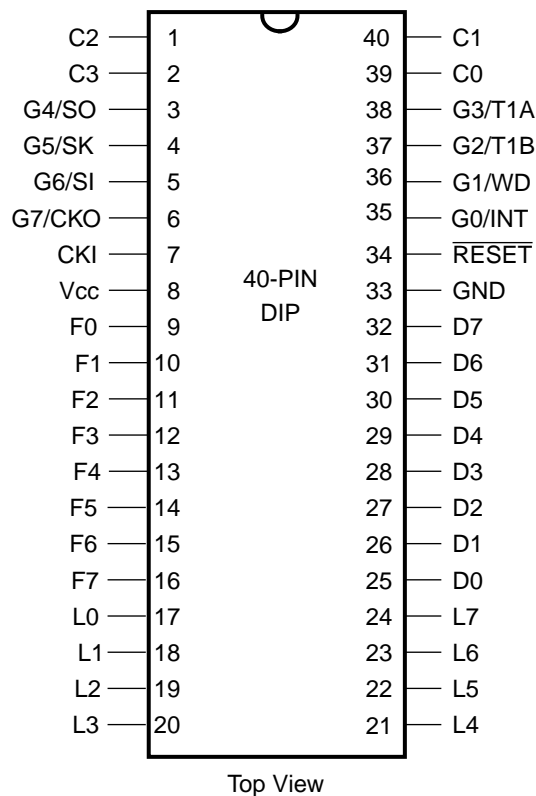 C2 1 40 C1
C3 2 39 C0
G4/SO 3 38 G3/T1A
G5/SK 4 37 G2/T1B
G6/SI 5 36 G1/WD
G7/CKO 6 35 G0/INT
CKI 7 34 R̅E̅S̅E̅T̅
Vcc 8 40-PIN 33 GND
DIP
F0 9 32 D7
F1 10 31 D6
F2 11 30 D5
F3 12 29 D4
F4 13 28 D3
F5 14 27 D2
F6 15 26 D1
F7 16 25 D0
L0 17 24 L7
L1 18 23 L6
L2 19 22 L5
L3 20 21 L4
Top View